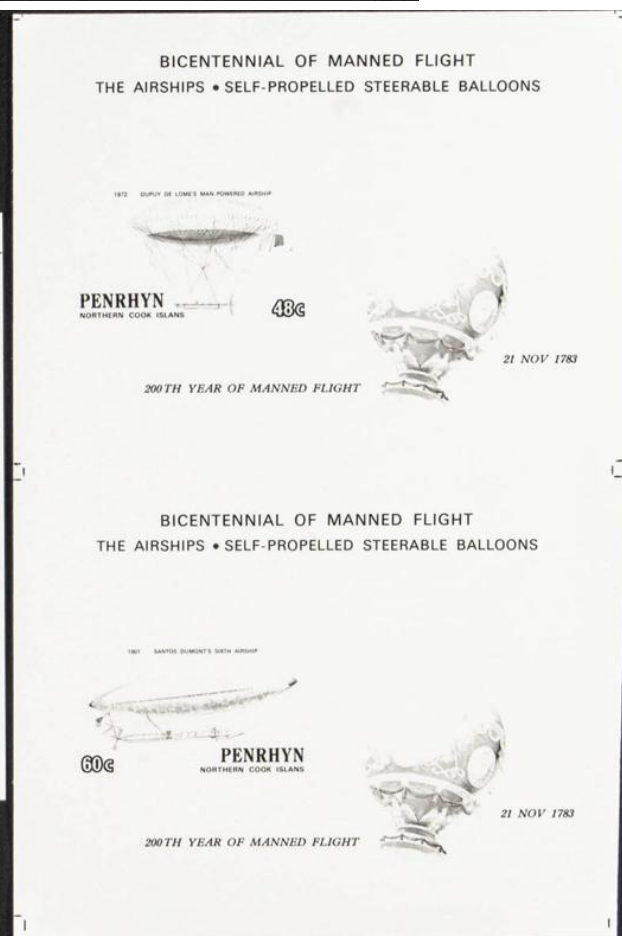 BICENTENNIAL OF MANNED FLIGHT
THE AIRSHIPS • SELF-PROPELLED STEERABLE BALLOONS
1872 DUPUY DE LOME'S MAN POWERED AIRSHIP
PENRHYN
NORTHERN COOK ISLANS
48c
21 NOV 1783
200TH YEAR OF MANNED FLIGHT
BICENTENNIAL OF MANNED FLIGHT
THE AIRSHIPS • SELF-PROPELLED STEERABLE BALLOONS
1901 SANTOS DUMONT'S SIXTH AIRSHIP
60c
PENRHYN
NORTHERN COOK ISLANS
21 NOV 1783
200TH YEAR OF MANNED FLIGHT